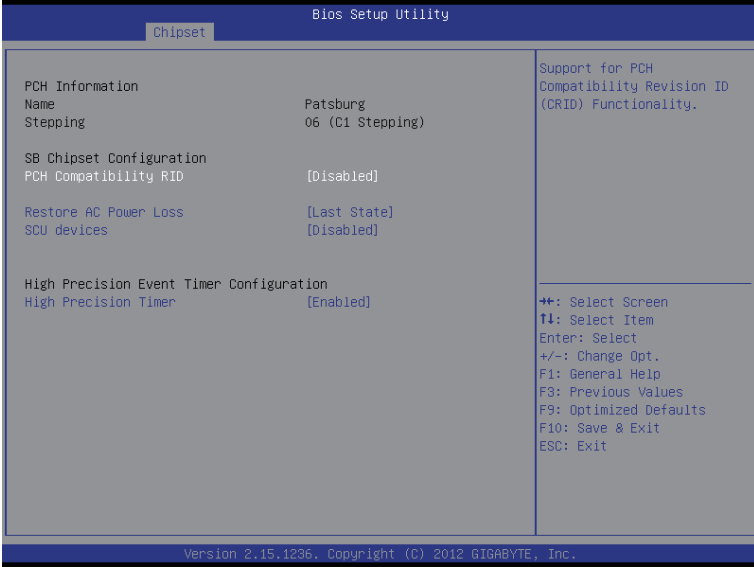 Bios Setup Utility
Chipset
PCH Information
Name Patsburg
Stepping 06 (C1 Stepping)
SB Chipset Configuration
PCH Compatibility RID [Disabled]
Restore AC Power Loss [Last State]
SCU devices [Disabled]
High Precision Event Timer Configuration
High Precision Timer [Enabled]
Support for PCH
Compatibility Revision ID
(CRID) Functionality.
→←: Select Screen
↑↓: Select Item
Enter: Select
+/-: Change Opt.
F1: General Help
F3: Previous Values
F9: Optimized Defaults
F10: Save & Exit
ESC: Exit
Version 2.15.1236. Copyright (C) 2012 GIGABYTE, Inc.